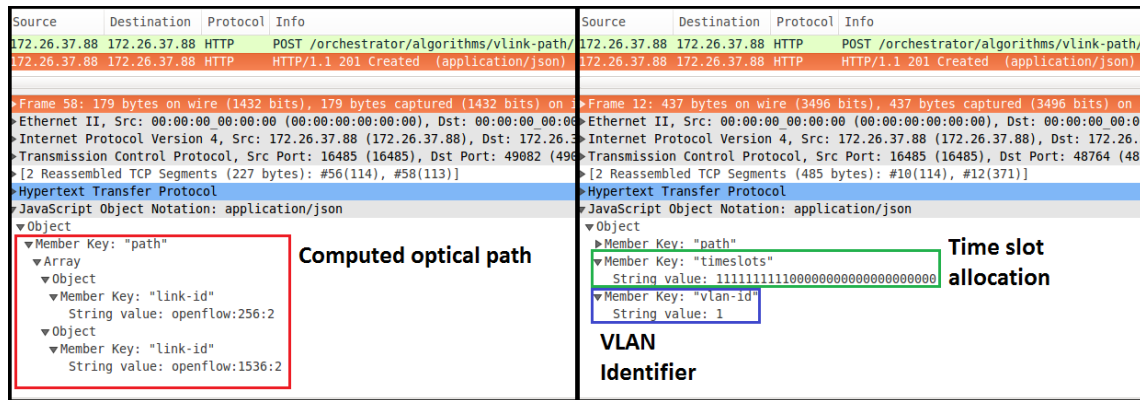 Source Destination Protocol Info
172.26.37.88 172.26.37.88 HTTP POST /orchestrator/algorithms/vlink-path/
172.26.37.88 172.26.37.88 HTTP HTTP/1.1 201 Created (application/json)
Frame 58: 179 bytes on wire (1432 bits), 179 bytes captured (1432 bits) on
Ethernet II, Src: 00:00:00_00:00:00 (00:00:00:00:00:00), Dst: 00:00:00_00:00
Internet Protocol Version 4, Src: 172.26.37.88 (172.26.37.88), Dst: 172.26.3
Transmission Control Protocol, Src Port: 16485 (16485), Dst Port: 49082 (490
[2 Reassembled TCP Segments (227 bytes): #56(114), #58(113)]
Hypertext Transfer Protocol
JavaScript Object Notation: application/json
Object
Member Key: "path"
Array
Object
Member Key: "link-id"
String value: openflow:256:2
Object
Member Key: "link-id"
String value: openflow:1536:2
Computed optical path
Source Destination Protocol Info
172.26.37.88 172.26.37.88 HTTP POST /orchestrator/algorithms/vlink-path/
172.26.37.88 172.26.37.88 HTTP HTTP/1.1 201 Created (application/json)
Frame 12: 437 bytes on wire (3496 bits), 437 bytes captured (3496 bits) on
Ethernet II, Src: 00:00:00_00:00:00 (00:00:00:00:00:00), Dst: 00:00:00_00:0
Internet Protocol Version 4, Src: 172.26.37.88 (172.26.37.88), Dst: 172.26.
Transmission Control Protocol, Src Port: 16485 (16485), Dst Port: 48764 (48
[2 Reassembled TCP Segments (485 bytes): #10(114), #12(371)]
Hypertext Transfer Protocol
JavaScript Object Notation: application/json
Object
Member Key: "path"
Member Key: "timeslots"
String value: 111111111100000000000000000000
Member Key: "vlan-id"
String value: 1
Time slot
allocation
VLAN
Identifier